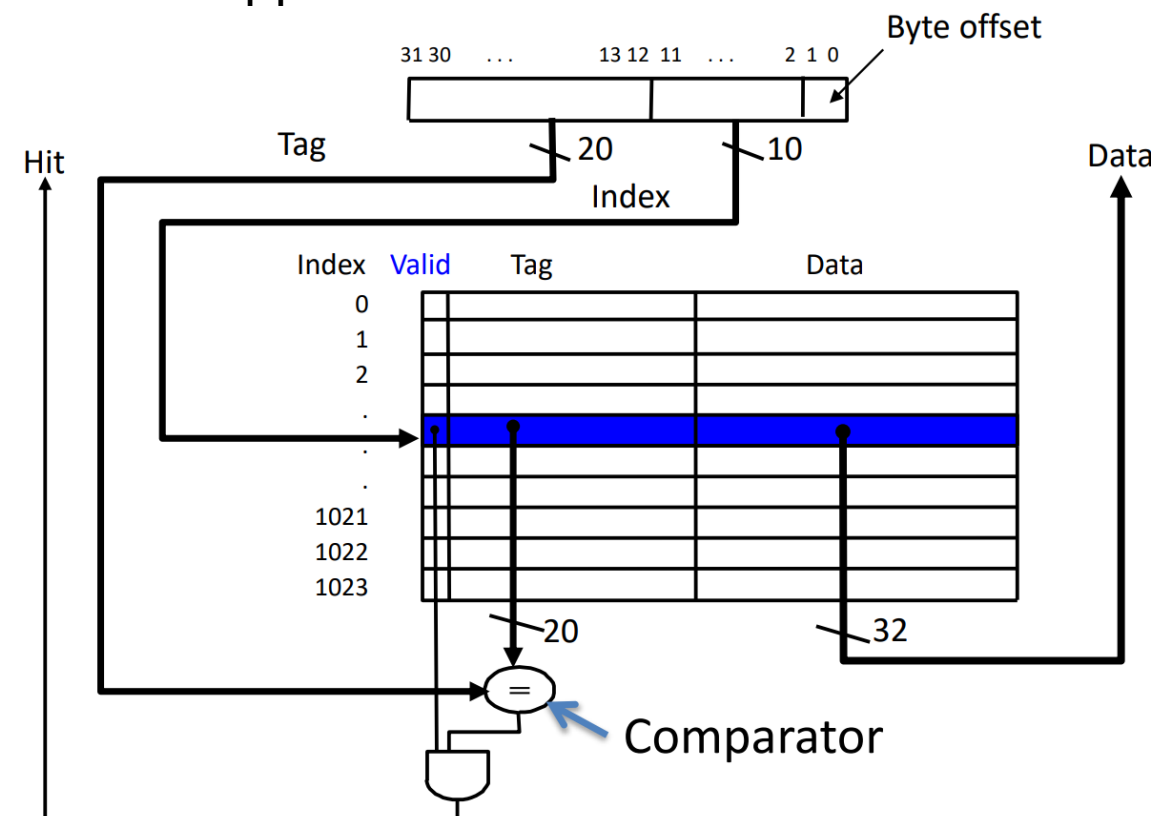 Byte offset
31 30 ... 13 12 11 ... 2 1 0
Tag 20 10
Hit Data
Index
Index Valid Tag Data
0
1
2
.
.
.
1021
1022
1023
20 32
=
Comparator